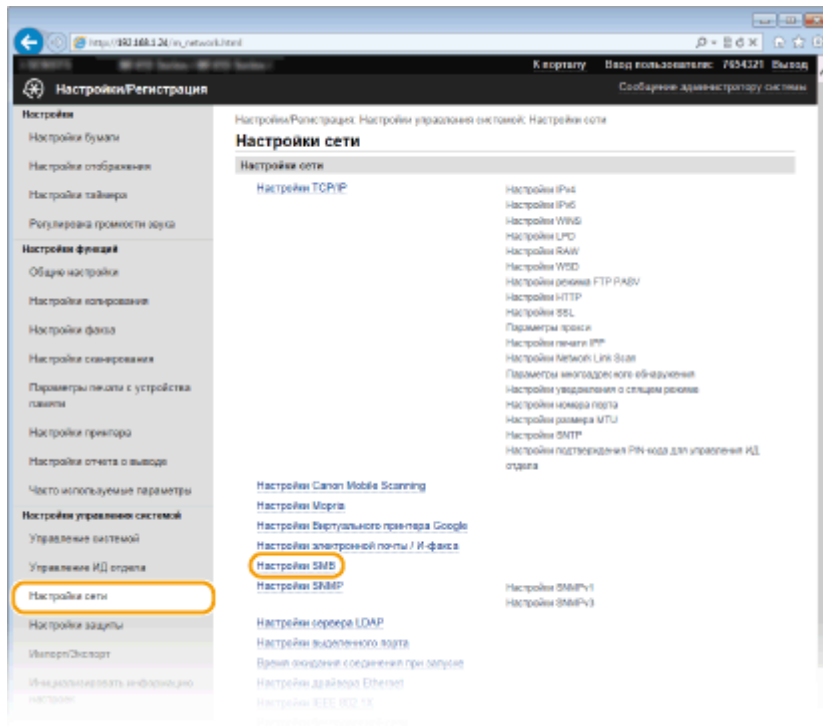 http://192.168.1.24/m_network.html
К порталу Ввод пользователя: 7654321 Выход
Настройки/Регистрация
Сообщение администратору системы
Настройки
Настройки бумаги
Настройки отображения
Настройки таймера
Регулировка громкости звука
Настройки функций
Общие настройки
Настройки копирования
Настройки факса
Настройки сканирования
Параметры печати с устройства
памяти
Настройки принтера
Настройки отчета о выводе
Часто используемые параметры
Настройки управления системой
Управление системой
Управление ИД отдела
Настройки сети
Настройки защиты
Импорт/Экспорт
Инициализировать информацию
настроек
Настройки/Регистрация: Настройки управления системой: Настройки сети
Настройки сети
Настройки сети
Настройки TCP/IP
Настройки IPv4
Настройки IPv6
Настройки WINS
Настройки LPD
Настройки RAW
Настройки WSD
Настройки режима FTP PASV
Настройки HTTP
Настройки SSL
Параметры прокси
Настройки печати IPP
Настройки Network Link Scan
Параметры многоадресного обнаружения
Настройки уведомления о спящем режиме
Настройки номера порта
Настройки размера MTU
Настройки SNTP
Настройки подтверждения PIN-кода для управления ИД
отдела
Настройки Canon Mobile Scanning
Настройки Mopria
Настройки Виртуального принтера Google
Настройки электронной почты / И-факса
Настройки SMB
Настройки SNMP
Настройки SNMPv1
Настройки SNMPv3
Настройки сервера LDAP
Настройки выделенного порта
Время ожидания соединения при запуске
Настройки драйвера Ethernet
Настройки IEEE 802.1X